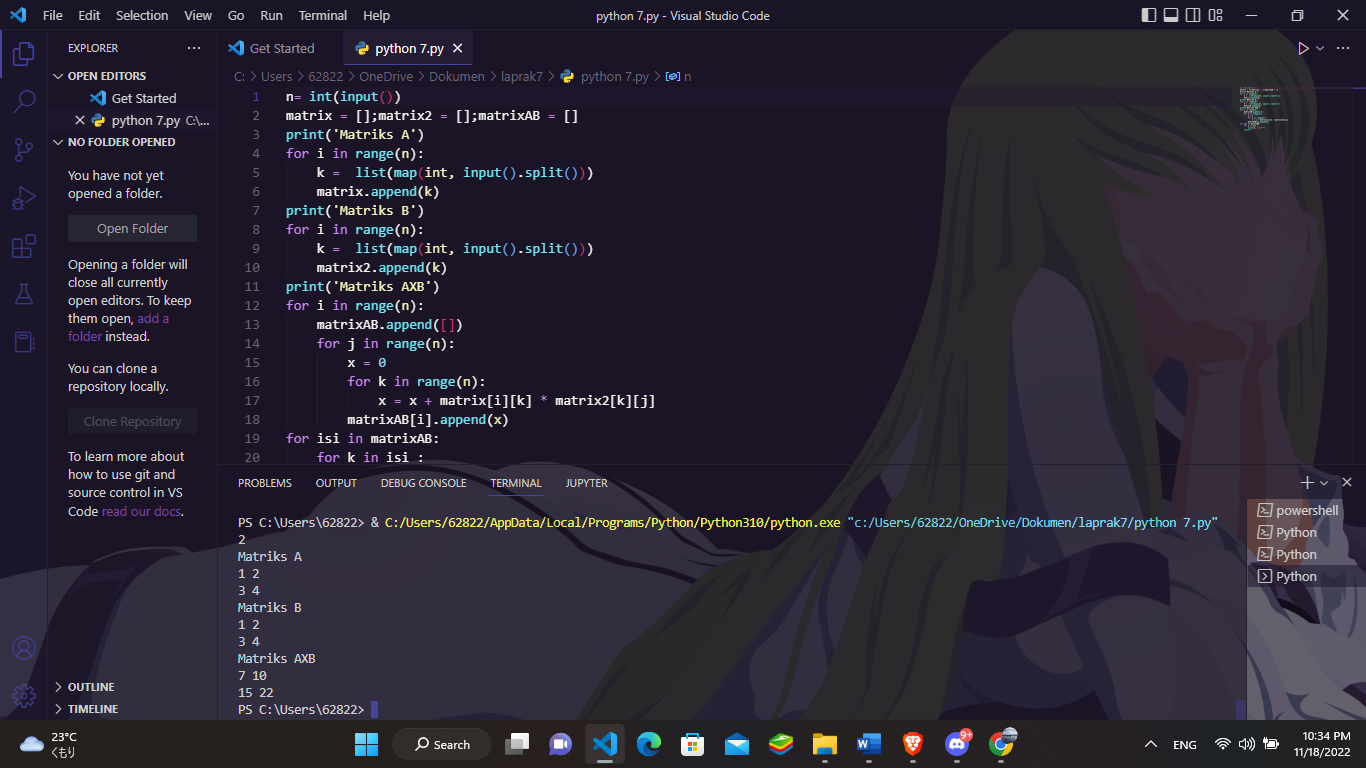 File Edit Selection View Go Run Terminal Help
python 7.py - Visual Studio Code
EXPLORER
OPEN EDITORS
Get Started
python 7.py C:\...
NO FOLDER OPENED
You have not yet
opened a folder.
Open Folder
Opening a folder will
close all currently
open editors. To keep
them open, add a
folder instead.
You can clone a
repository locally.
Clone Repository
To learn more about
how to use git and
source control in VS
Code read our docs.
OUTLINE
TIMELINE
Get Started
python 7.py
C: > Users > 62822 > OneDrive > Dokumen > laprak7 > python 7.py > n
1 n= int(input())
2 matrix = [];matrix2 = [];matrixAB = []
3 print('Matriks A')
4 for i in range(n):
5     k =  list(map(int, input().split()))
6     matrix.append(k)
7 print('Matriks B')
8 for i in range(n):
9     k =  list(map(int, input().split()))
10     matrix2.append(k)
11 print('Matriks AXB')
12 for i in range(n):
13     matrixAB.append([])
14     for j in range(n):
15         x = 0
16         for k in range(n):
17             x = x + matrix[i][k] * matrix2[k][j]
18         matrixAB[i].append(x)
19 for isi in matrixAB:
20     for k in isi :
PROBLEMS OUTPUT DEBUG CONSOLE TERMINAL JUPYTER
PS C:\Users\62822> & C:/Users/62822/AppData/Local/Programs/Python/Python310/python.exe "c:/Users/62822/OneDrive/Dokumen/laprak7/python 7.py"
2
Matriks A
1 2
3 4
Matriks B
1 2
3 4
Matriks AXB
7 10
15 22
PS C:\Users\62822>
powershell
Python
Python
Python
23°C
くもり
Search
9+
ENG
10:34 PM
11/18/2022